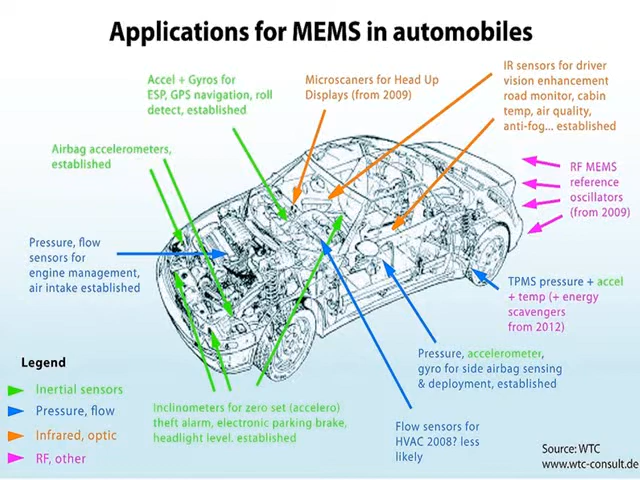 Applications for MEMS in automobiles
Accel + Gyros for
ESP, GPS navigation, roll
detect, established
Microscaners for Head Up
Displays (from 2009)
IR sensors for driver
vision enhancement
road monitor, cabin
temp, air quality,
anti-fog... established
Airbag accelerometers,
established
RF MEMS
reference
oscillators
(from 2009)
Pressure, flow
sensors for
engine management,
air intake established
TPMS pressure + accel
+ temp (+ energy
scavengers
from 2012)
Pressure, accelerometer,
gyro for side airbag sensing
& deployment, established
Legend
Inertial sensors
Pressure, flow
Infrared, optic
RF, other
Inclinometers for zero set (accelero)
theft alarm, electronic parking brake,
headlight level. established
Flow sensors for
HVAC 2008? less
likely
Source: WTC
www.wtc-consult.de